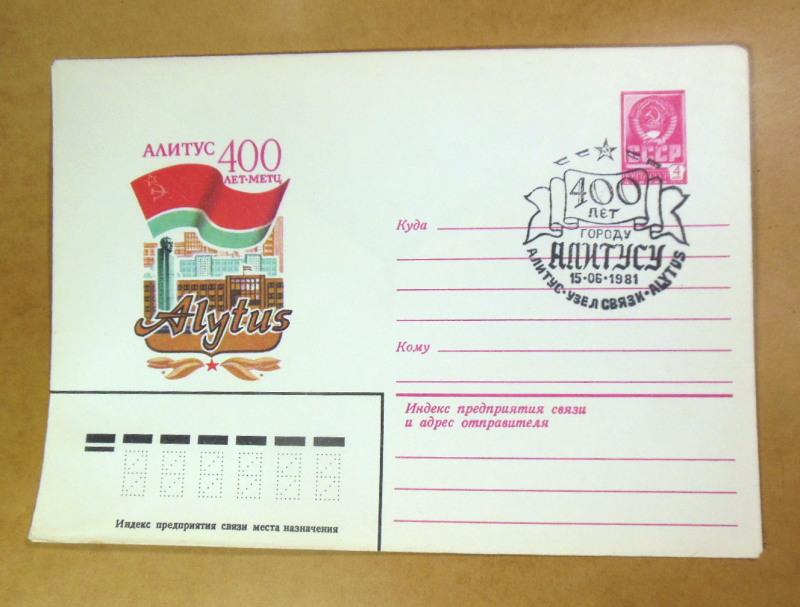 АЛИТУС 400
ЛЕТ·МЕТЦ
Alytus
СССР
4
400
ЛЕТ
ГОРОДУ
АЛИТУСУ
15·06·1981
АЛИТУС·УЗЕЛ СВЯЗИ·ALYTUS
Куда
Кому
Индекс предприятия связи
и адрес отправителя
Индекс предприятия связи места назначения